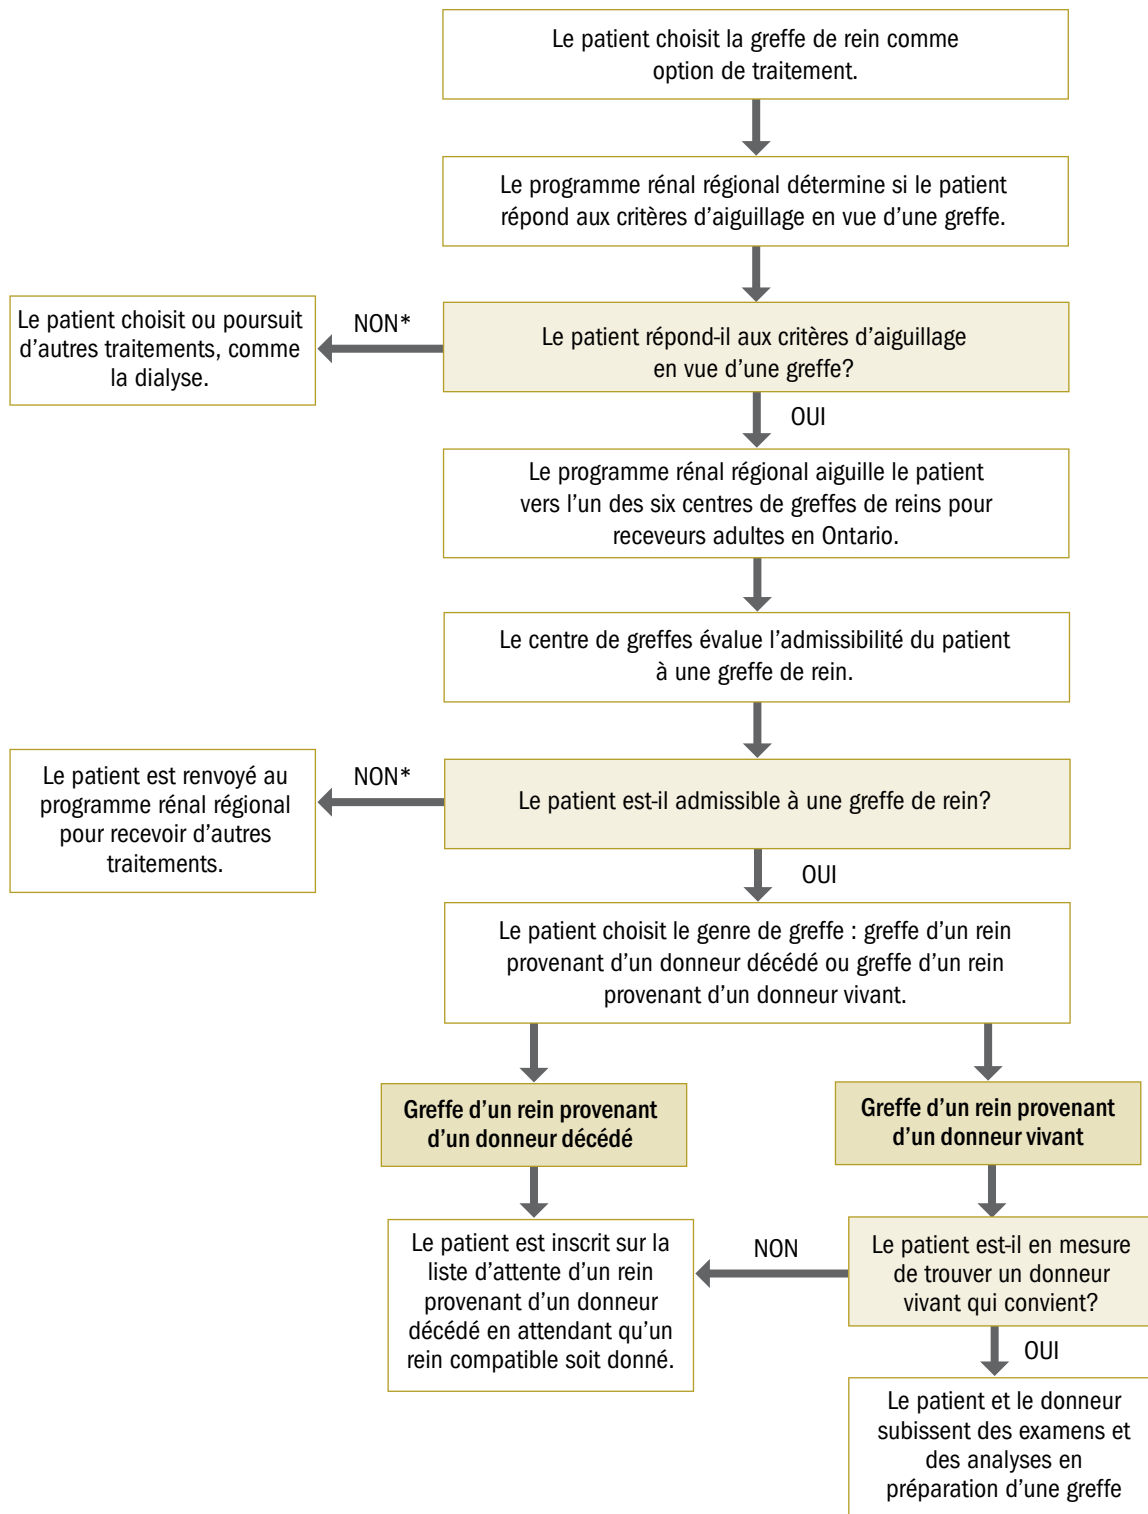 Le patient choisit la greffe de rein comme
option de traitement.
Le programme rénal régional détermine si le patient
répond aux critères d'aiguillage en vue d'une greffe.
Le patient choisit ou poursuit
d'autres traitements, comme
la dialyse.
NON*
Le patient répond-il aux critères d'aiguillage
en vue d'une greffe?
OUI
Le programme rénal régional aiguille le patient
vers l'un des six centres de greffes de reins pour
receveurs adultes en Ontario.
Le centre de greffes évalue l'admissibilité du patient
à une greffe de rein.
Le patient est renvoyé au
programme rénal régional
pour recevoir d'autres
traitements.
NON*
Le patient est-il admissible à une greffe de rein?
OUI
Le patient choisit le genre de greffe : greffe d'un rein
provenant d'un donneur décédé ou greffe d'un rein
provenant d'un donneur vivant.
Greffe d'un rein provenant
d'un donneur décédé
Greffe d'un rein provenant
d'un donneur vivant
Le patient est inscrit sur la
liste d'attente d'un rein
provenant d'un donneur
décédé en attendant qu'un
rein compatible soit donné.
NON
Le patient est-il en mesure
de trouver un donneur
vivant qui convient?
OUI
Le patient et le donneur
subissent des examens et
des analyses en
préparation d'une greffe